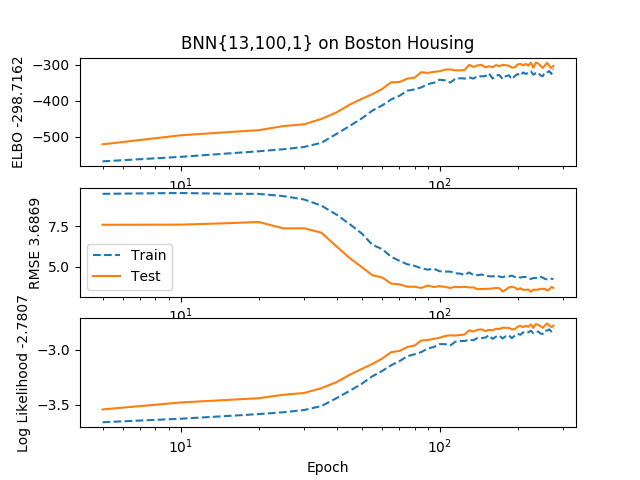 BNN{13,100,1} on Boston Housing
ELBO -298.7162
−300
−400
−500
10¹
10²
RMSE 3.6869
7.5
5.0
Train
Test
10¹
10²
Log Likelihood -2.7807
−3.0
−3.5
10¹
10²
Epoch